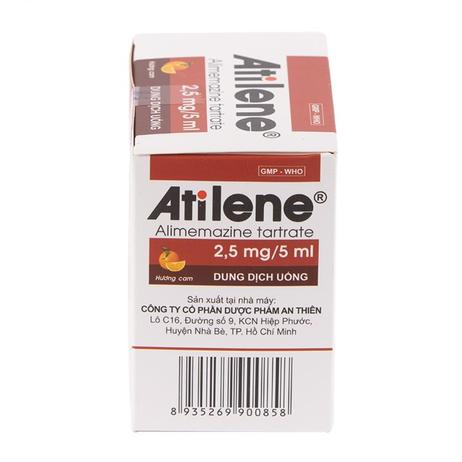 Atilene®
Alimemazine tartrate
2,5 mg/5 ml
Hương cam
DUNG DỊCH UỐNG
GMP - WHO
GMP - WHO
Atilene®
Alimemazine tartrate
2,5 mg/5 ml
Hương cam
DUNG DỊCH UỐNG
Sản xuất tại nhà máy:
CÔNG TY CỔ PHẦN DƯỢC PHẨM AN THIÊN
Lô C16, Đường số 9, KCN Hiệp Phước,
Huyện Nhà Bè, TP. Hồ Chí Minh
8 935269 900858